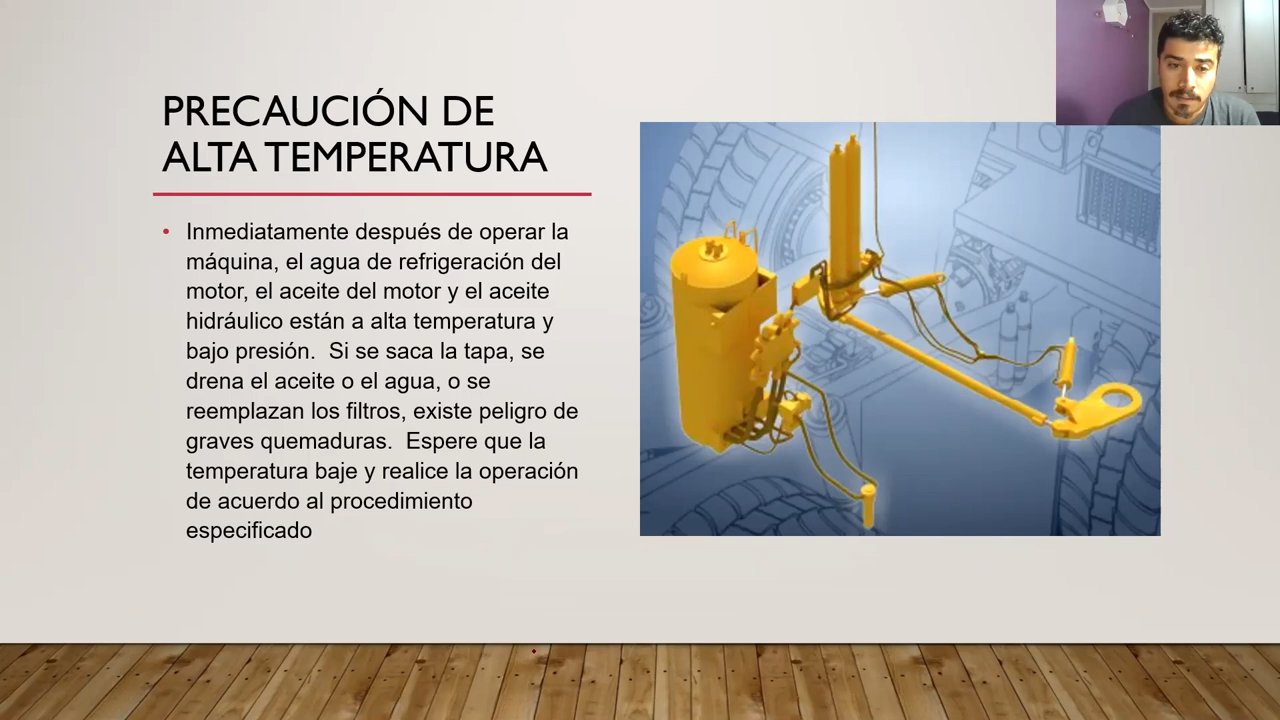 PRECAUCIÓN DE
ALTA TEMPERATURA
• Inmediatamente después de operar la
máquina, el agua de refrigeración del
motor, el aceite del motor y el aceite
hidráulico están a alta temperatura y
bajo presión.  Si se saca la tapa, se
drena el aceite o el agua, o se
reemplazan los filtros, existe peligro de
graves quemaduras.  Espere que la
temperatura baje y realice la operación
de acuerdo al procedimiento
especificado